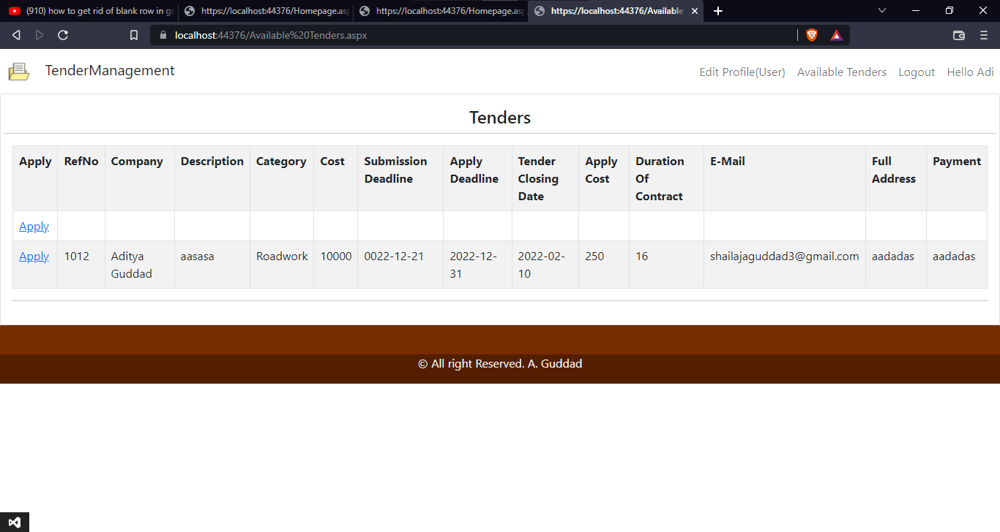 (910) how to get rid of blank row in gr
https://localhost:44376/Homepage.asp
https://localhost:44376/Homepage.asp
https://localhost:44376/Available
localhost:44376/Available%20Tenders.aspx
TenderManagement
Edit Profile(User) Available Tenders Logout Hello Adi
Tenders
Apply RefNo Company Description Category Cost Submission Deadline Apply Deadline Tender Closing Date Apply Cost Duration Of Contract E-Mail Full Address Payment
Apply
Apply 1012 Aditya Guddad aasasa Roadwork 10000 0022-12-21 2022-12-31 2022-02-10 250 16 shailajaguddad3@gmail.com aadadas aadadas
© All right Reserved. A. Guddad